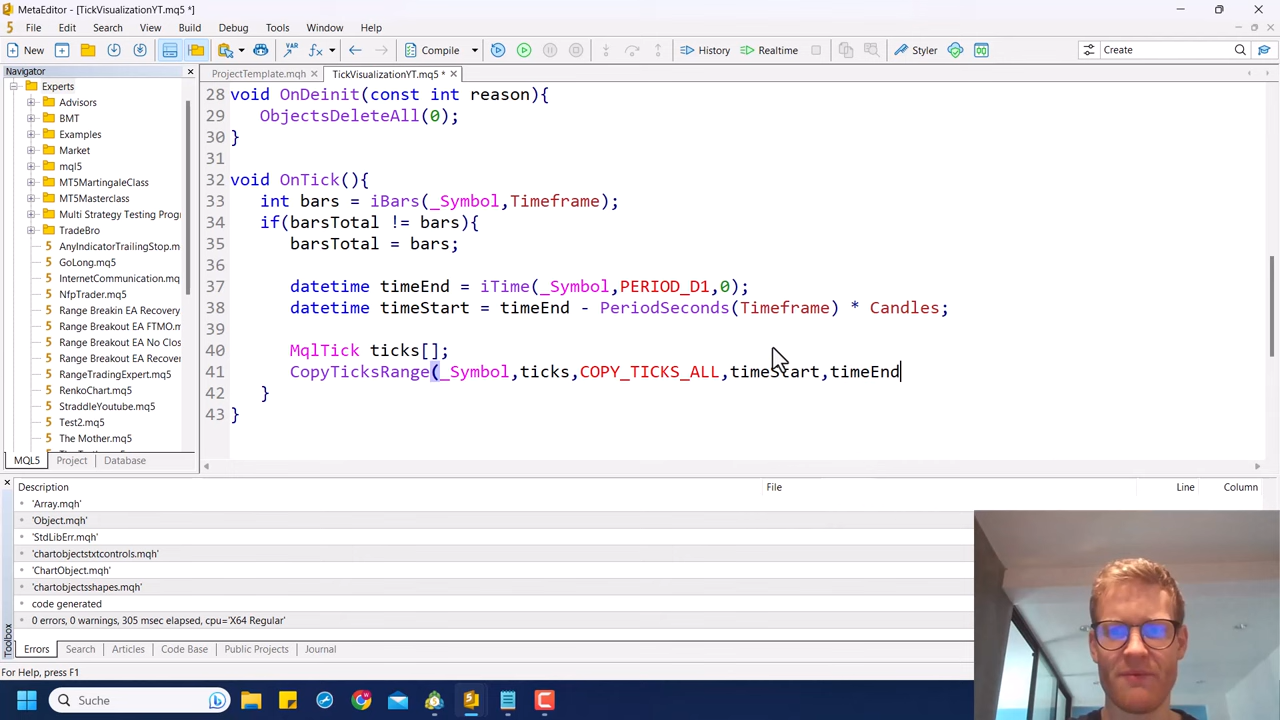 MetaEditor - [TickVisualizationYT.mq5 *]
File Edit Search View Insert Build Debug Tools Window Help
New Compile History Realtime Styler Create
Navigator
ProjectTemplate.mqh TickVisualizationYT.mq5 *
Experts
Advisors
BMT
Examples
Market
mql5
MT5MartingaleClass
MT5Masterclass
Multi Strategy Testing Progr
TradeBro
AnyIndicatorTrailingStop.m
GoLong.mq5
InternetCommunication.mq
NfpTrader.mq5
Range Breakin EA Recovery
Range Breakout EA FTMO.m
Range Breakout EA No Clos
Range Breakout EA Recover
RangeTradingExpert.mq5
RenkoChart.mq5
StraddleYoutube.mq5
Test2.mq5
The Mother.mq5
MQL5 Project Database
28 void OnDeinit(const int reason){
29 ObjectsDeleteAll(0);
30 }
31
32 void OnTick(){
33 int bars = iBars(_Symbol,Timeframe);
34 if(barsTotal != bars){
35 barsTotal = bars;
36
37 datetime timeEnd = iTime(_Symbol,PERIOD_D1,0);
38 datetime timeStart = timeEnd - PeriodSeconds(Timeframe) * Candles;
39
40 MqlTick ticks[];
41 CopyTicksRange(_Symbol,ticks,COPY_TICKS_ALL,timeStart,timeEnd
42 }
43 }
Description File Line Column
'Array.mqh'
'Object.mqh'
'StdLibErr.mqh'
'chartobjectstxtcontrols.mqh'
'ChartObject.mqh'
'chartobjectsshapes.mqh'
code generated
0 errors, 0 warnings, 305 msec elapsed, cpu='X64 Regular'
Toolbox
Errors Search Articles Code Base Public Projects Journal
For Help, press F1
Suche